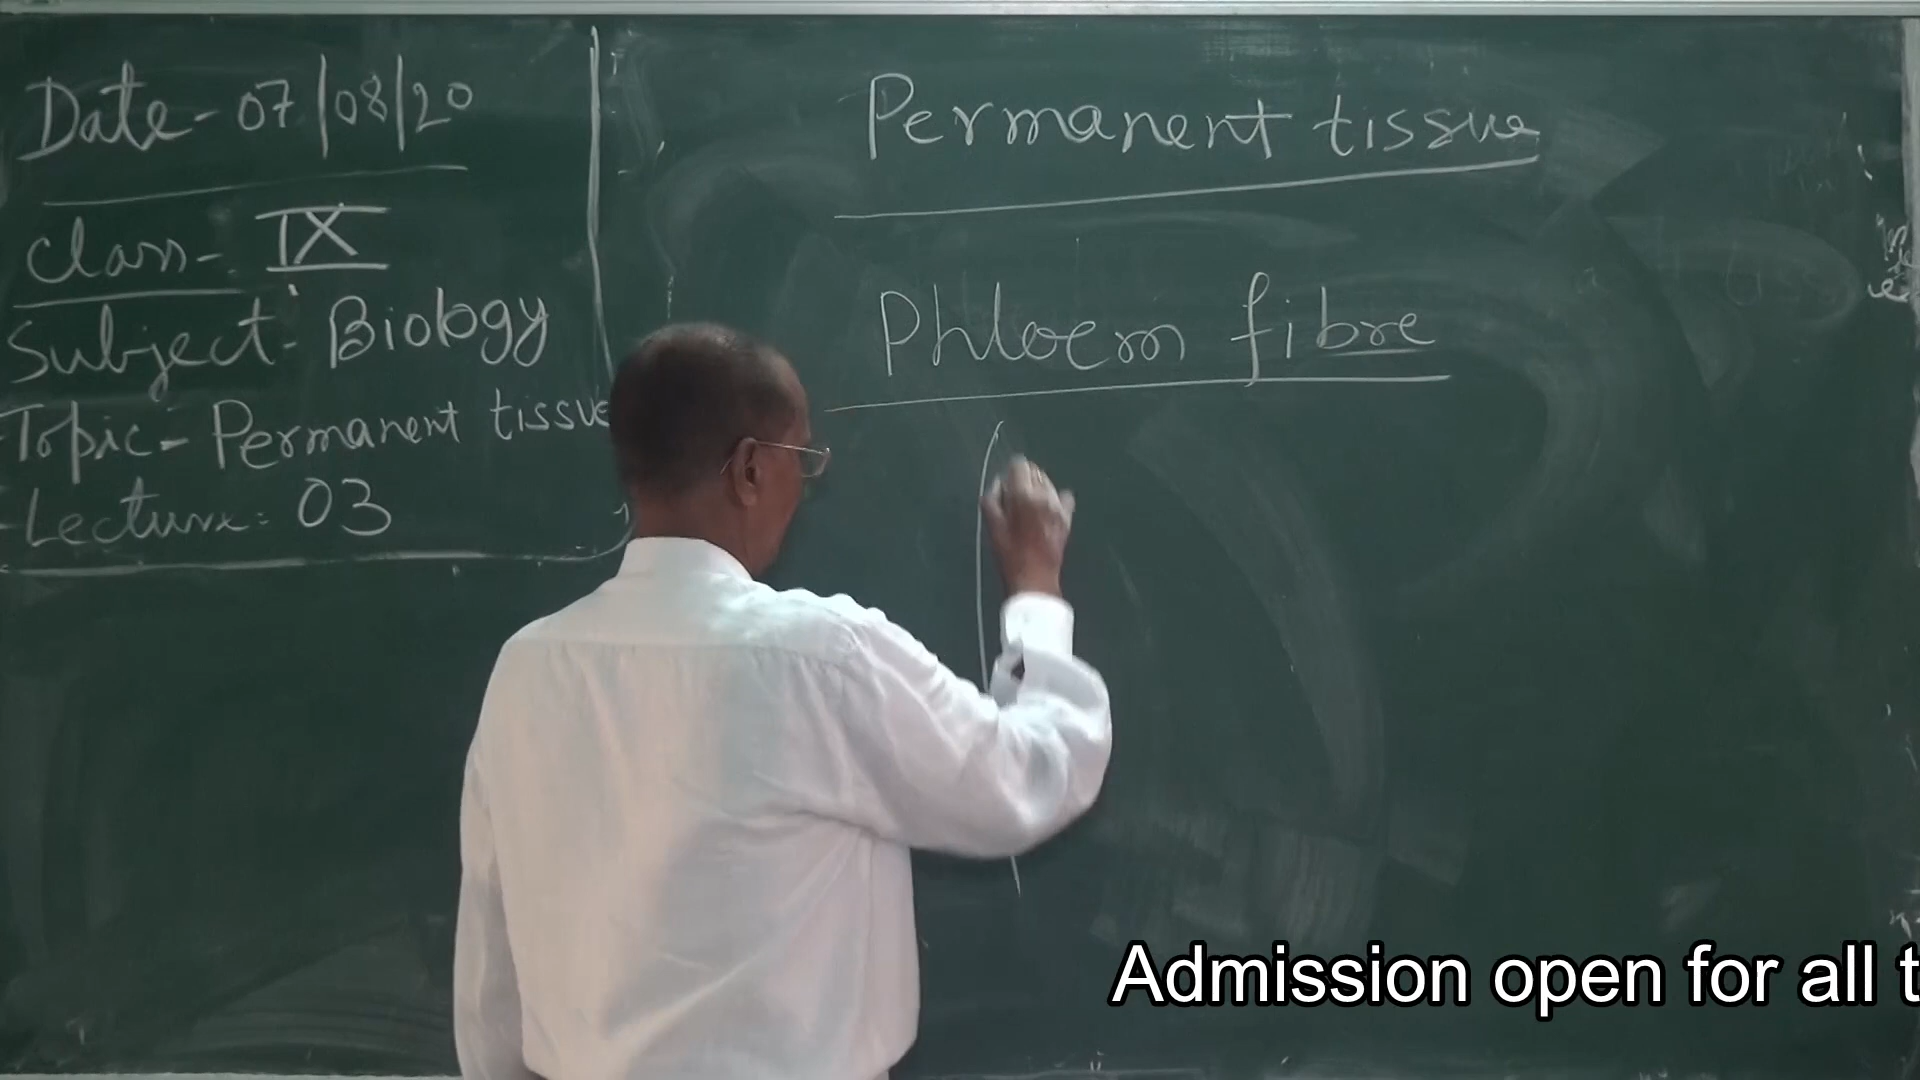 Date- 07/08/20
Class- IX
Subject- Biology
Topic- Permanent tissue
Lecture: 03
Permanent tissue
Phloem fibre
Admission open for all t